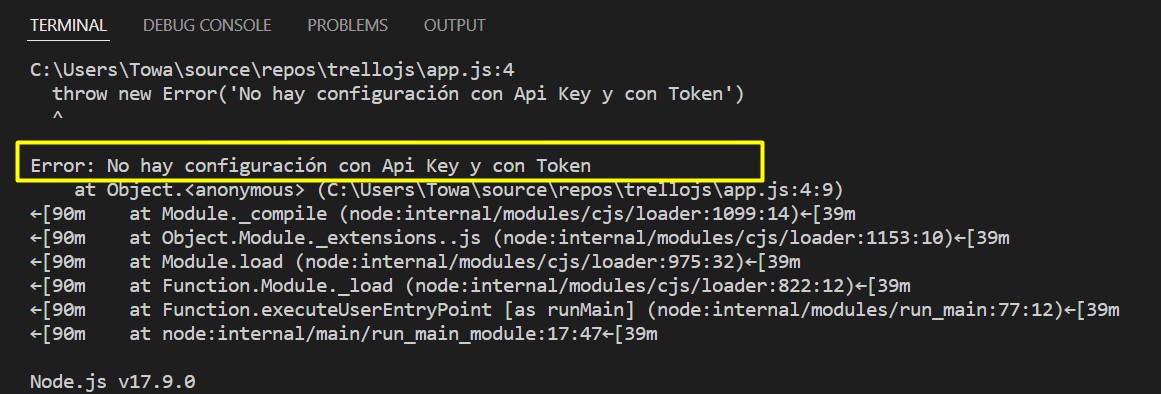 TERMINAL DEBUG CONSOLE PROBLEMS OUTPUT
C:\Users\Towa\source\repos\trellojs\app.js:4
  throw new Error('No hay configuración con Api Key y con Token')
  ^
Error: No hay configuración con Api Key y con Token
    at Object.<anonymous> (C:\Users\Towa\source\repos\trellojs\app.js:4:9)
←[90m    at Module._compile (node:internal/modules/cjs/loader:1099:14)←[39m
←[90m    at Object.Module._extensions..js (node:internal/modules/cjs/loader:1153:10)←[39m
←[90m    at Module.load (node:internal/modules/cjs/loader:975:32)←[39m
←[90m    at Function.Module._load (node:internal/modules/cjs/loader:822:12)←[39m
←[90m    at Function.executeUserEntryPoint [as runMain] (node:internal/modules/run_main:77:12)←[39m
←[90m    at node:internal/main/run_main_module:17:47←[39m
Node.js v17.9.0